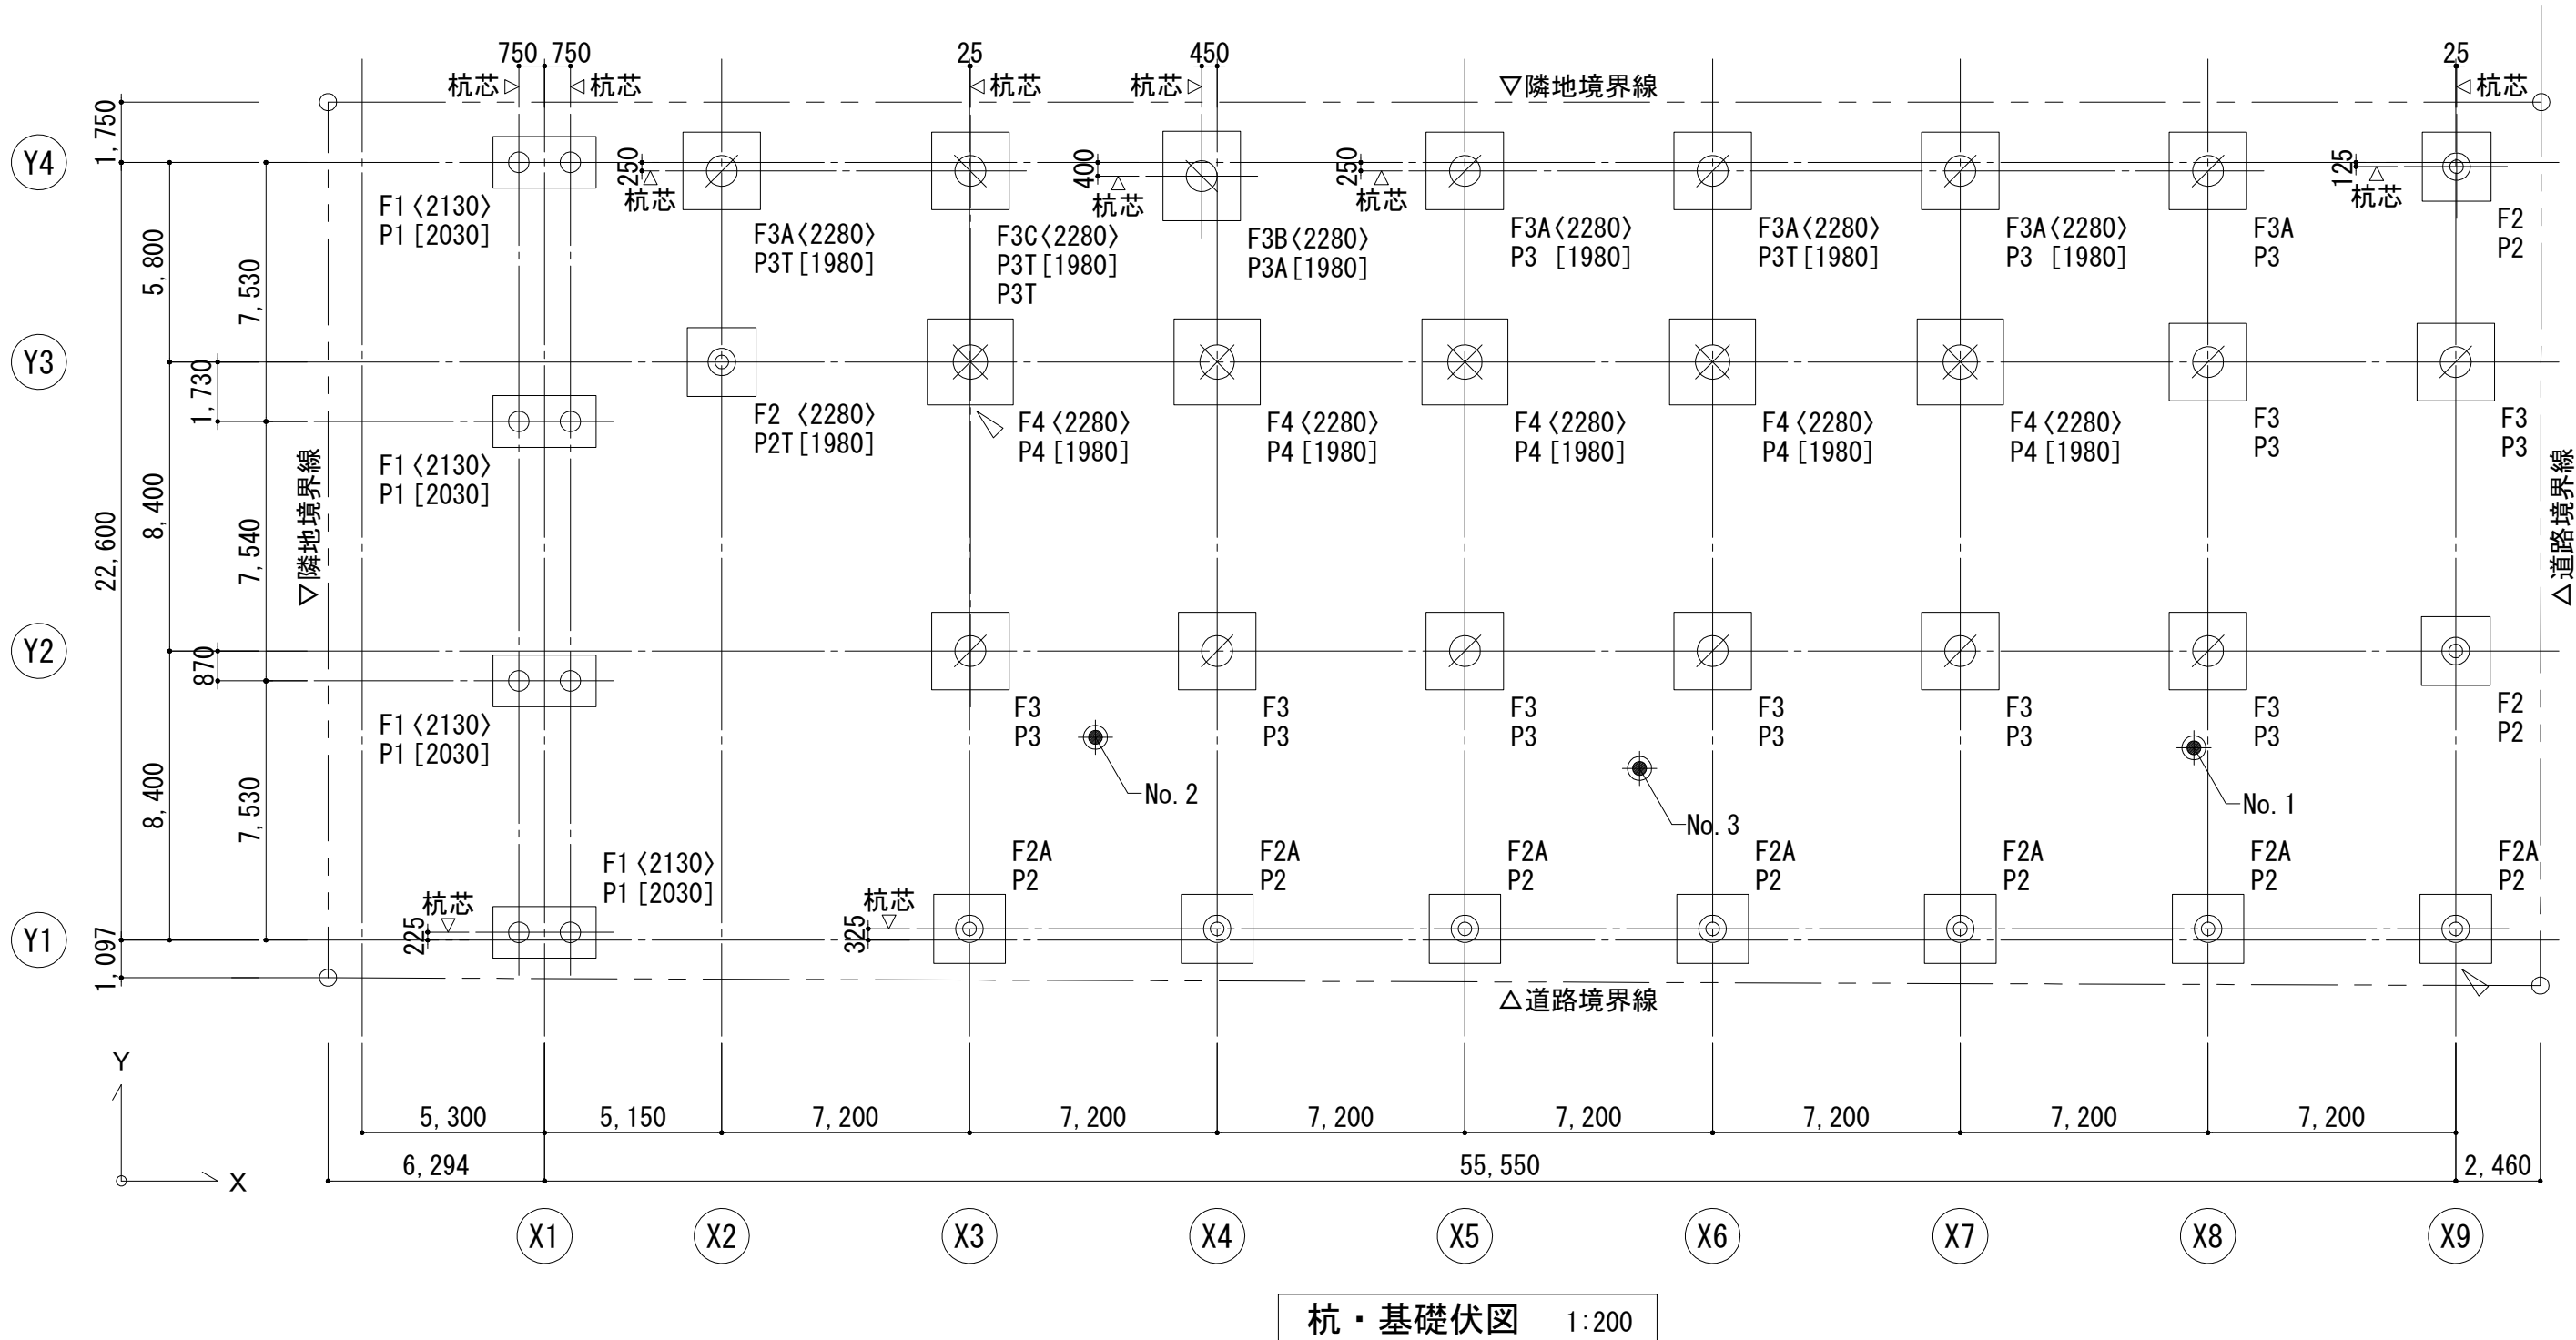 750 750
25
450
25
杭芯
杭芯
杭芯
杭芯
▽隣地境界線
杭芯
1,750
Y4
250
杭芯
400
杭芯
250
杭芯
125
杭芯
F1〈2130〉
P1[2030]
F3A〈2280〉
P3T[1980]
F3C〈2280〉
P3T[1980]
P3T
F3B〈2280〉
P3A[1980]
F3A〈2280〉
P3 [1980]
F3A〈2280〉
P3T[1980]
F3A〈2280〉
P3 [1980]
F3A
P3
F2
P2
5,800
7,530
Y3
1,730
F1〈2130〉
P1[2030]
F2 〈2280〉
P2T[1980]
F4〈2280〉
P4[1980]
F4〈2280〉
P4[1980]
F4〈2280〉
P4[1980]
F4〈2280〉
P4[1980]
F4〈2280〉
P4[1980]
F3
P3
F3
P3
22,600
8,400
7,540
▽隣地境界線
△道路境界線
Y2
870
F1〈2130〉
P1[2030]
F3
P3
F3
P3
F3
P3
F3
P3
F3
P3
F3
P3
F2
P2
No.2
No.3
No.1
8,400
7,530
F1〈2130〉
P1[2030]
F2A
P2
F2A
P2
F2A
P2
F2A
P2
F2A
P2
F2A
P2
F2A
P2
Y1
1,097
225
杭芯
325
杭芯
△道路境界線
Y
X
5,300
5,150
7,200
7,200
7,200
7,200
7,200
7,200
7,200
6,294
55,550
2,460
X1
X2
X3
X4
X5
X6
X7
X8
X9
杭・基礎伏図 1:200